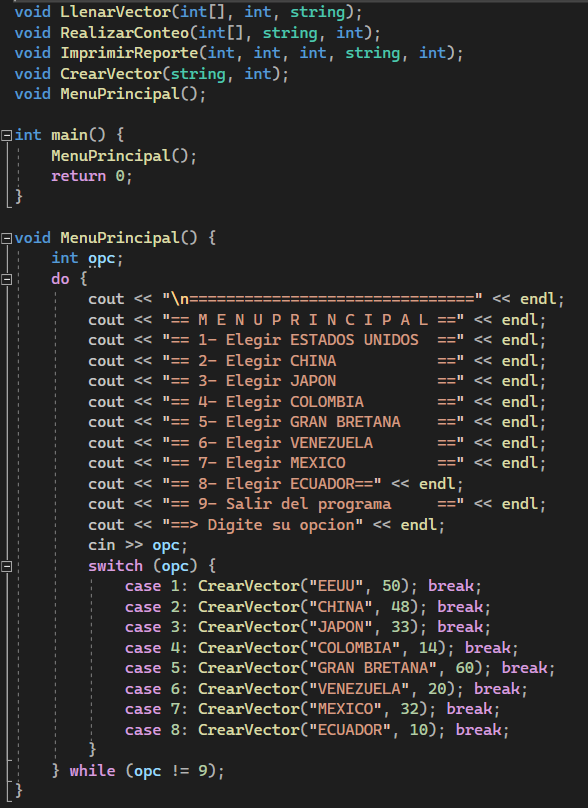 void LlenarVector(int[], int, string);
void RealizarConteo(int[], string, int);
void ImprimirReporte(int, int, int, string, int);
void CrearVector(string, int);
void MenuPrincipal();
int main() {
    MenuPrincipal();
    return 0;
}
void MenuPrincipal() {
    int opc;
    do {
        cout << "\n===============================" << endl;
        cout << "== M E N U P R I N C I P A L ==" << endl;
        cout << "== 1- Elegir ESTADOS UNIDOS  ==" << endl;
        cout << "== 2- Elegir CHINA           ==" << endl;
        cout << "== 3- Elegir JAPON           ==" << endl;
        cout << "== 4- Elegir COLOMBIA        ==" << endl;
        cout << "== 5- Elegir GRAN BRETANA    ==" << endl;
        cout << "== 6- Elegir VENEZUELA       ==" << endl;
        cout << "== 7- Elegir MEXICO          ==" << endl;
        cout << "== 8- Elegir ECUADOR==" << endl;
        cout << "== 9- Salir del programa     ==" << endl;
        cout << "==> Digite su opcion" << endl;
        cin >> opc;
        switch (opc) {
            case 1: CrearVector("EEUU", 50); break;
            case 2: CrearVector("CHINA", 48); break;
            case 3: CrearVector("JAPON", 33); break;
            case 4: CrearVector("COLOMBIA", 14); break;
            case 5: CrearVector("GRAN BRETANA", 60); break;
            case 6: CrearVector("VENEZUELA", 20); break;
            case 7: CrearVector("MEXICO", 32); break;
            case 8: CrearVector("ECUADOR", 10); break;
        }
    } while (opc != 9);
}